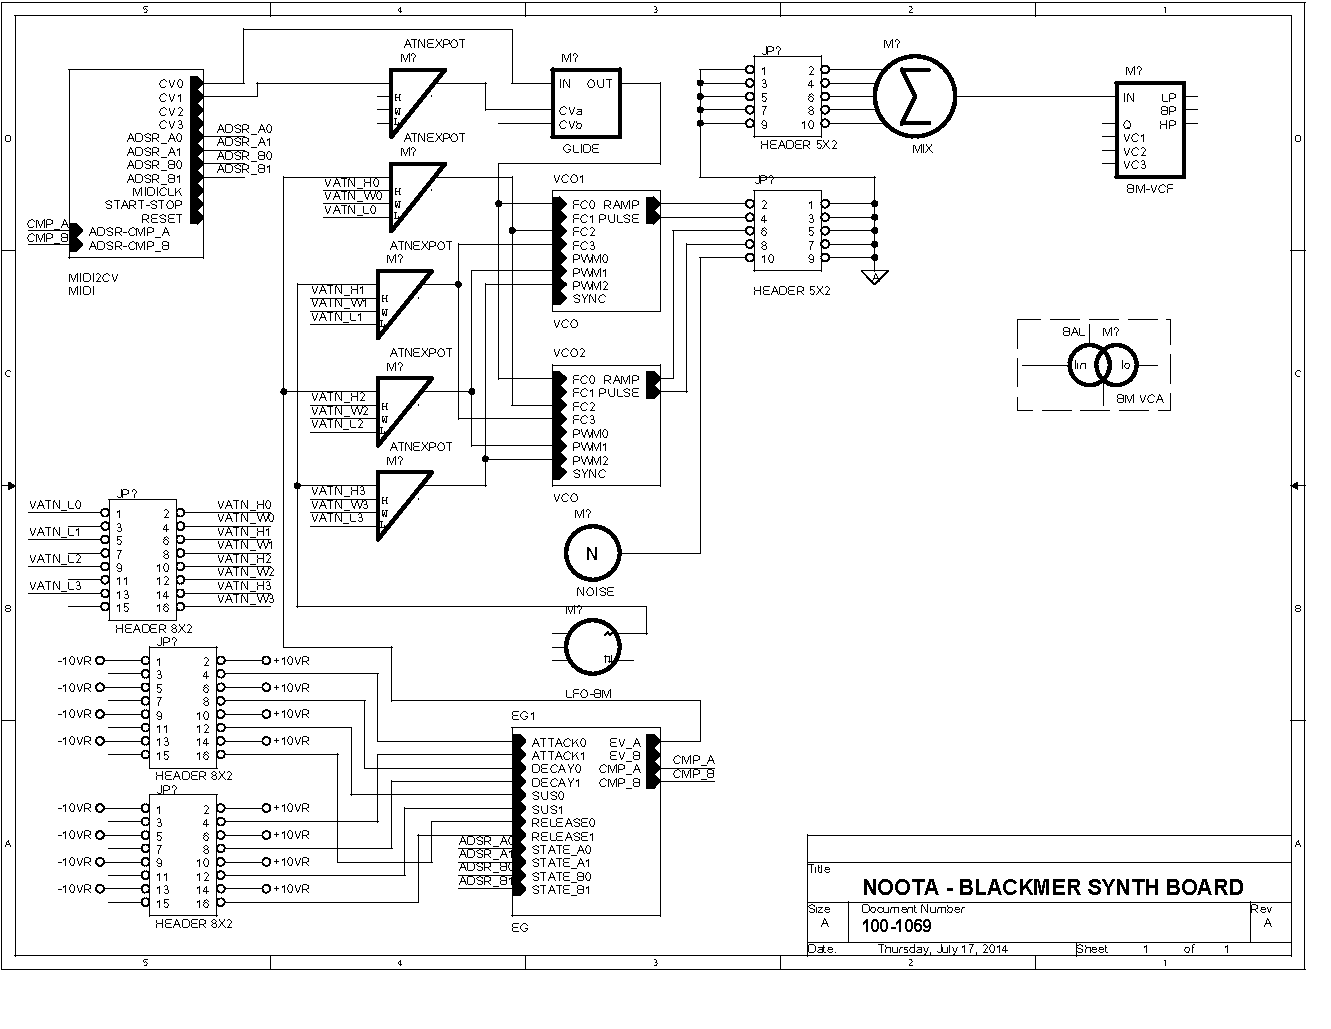 5 4 3 2 1
D
C
B
A
D
C
B
A
CV0
CV1
CV2
CV3
ADSR_A0
ADSR_A1
ADSR_B0
ADSR_B1
MIDICLK
START-STOP
RESET
ADSR-CMP_A
ADSR-CMP_B
ADSR_A0
ADSR_A1
ADSR_B0
ADSR_B1
CMP_A
CMP_B
MIDI2CV
MIDI
ATNEXPOT
M?
H
W
L
ATNEXPOT
M?
VATN_H0
VATN_W0
VATN_L0
H
W
L
ATNEXPOT
M?
VATN_H1
VATN_W1
VATN_L1
H
W
L
ATNEXPOT
M?
VATN_H2
VATN_W2
VATN_L2
H
W
L
ATNEXPOT
M?
VATN_H3
VATN_W3
VATN_L3
H
W
L
M?
IN OUT
CVa
CVb
GLIDE
VCO1
FC0 RAMP
FC1 PULSE
FC2
FC3
PWM0
PWM1
PWM2
SYNC
VCO
VCO2
FC0 RAMP
FC1 PULSE
FC2
FC3
PWM0
PWM1
PWM2
SYNC
VCO
M?
N
NOISE
M?
LFO-8M
JP?
1 2
3 4
5 6
7 8
9 10
HEADER 5X2
M?
MIX
JP?
2 1
4 3
6 5
8 7
10 9
HEADER 5X2
A
M?
IN LP
BP
Q HP
VC1
VC2
VC3
8M-VCF
8AL M?
Iin Io
8M VCA
JP?
VATN_L0 1 2 VATN_H0
3 4 VATN_W0
VATN_L1 5 6 VATN_H1
7 8 VATN_W1
VATN_L2 9 10 VATN_H2
11 12 VATN_W2
VATN_L3 13 14 VATN_H3
15 16 VATN_W3
HEADER 8X2
JP?
-10VR 1 2 +10VR
3 4
-10VR 5 6 +10VR
7 8
-10VR 9 10 +10VR
11 12
-10VR 13 14 +10VR
15 16
HEADER 8X2
JP?
-10VR 1 2 +10VR
3 4
-10VR 5 6 +10VR
7 8
-10VR 9 10 +10VR
11 12
-10VR 13 14 +10VR
15 16
HEADER 8X2
EG1
ATTACK0 EV_A
ATTACK1 EV_B
DECAY0 CMP_A
DECAY1 CMP_B
SUS0
SUS1
RELEASE0
RELEASE1
STATE_A0
STATE_A1
STATE_B0
STATE_B1
CMP_A
CMP_B
ADSR_A0
ADSR_A1
ADSR_B0
ADSR_B1
EG
Title
NOOTA - BLACKMER SYNTH BOARD
Size Document Number Rev
A 100-1069 A
Date: Thursday, July 17, 2014 Sheet 1 of 1
5 4 3 2 1